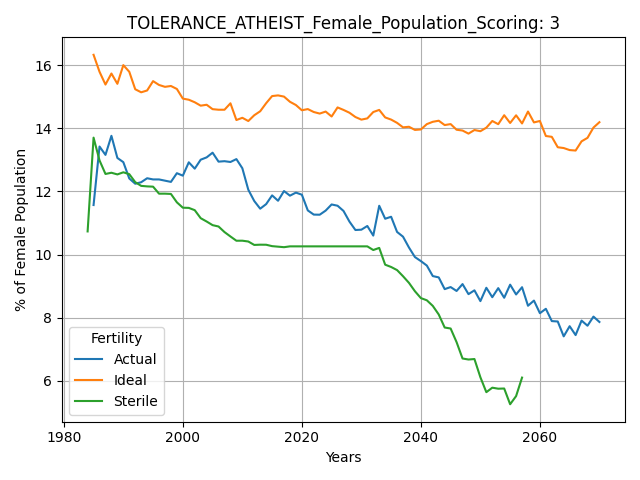 TOLERANCE_ATHEIST_Female_Population_Scoring: 3
% of Female Population
16
14
12
10
8
6
Fertility
Actual
Ideal
Sterile
1980
2000
2020
2040
2060
Years